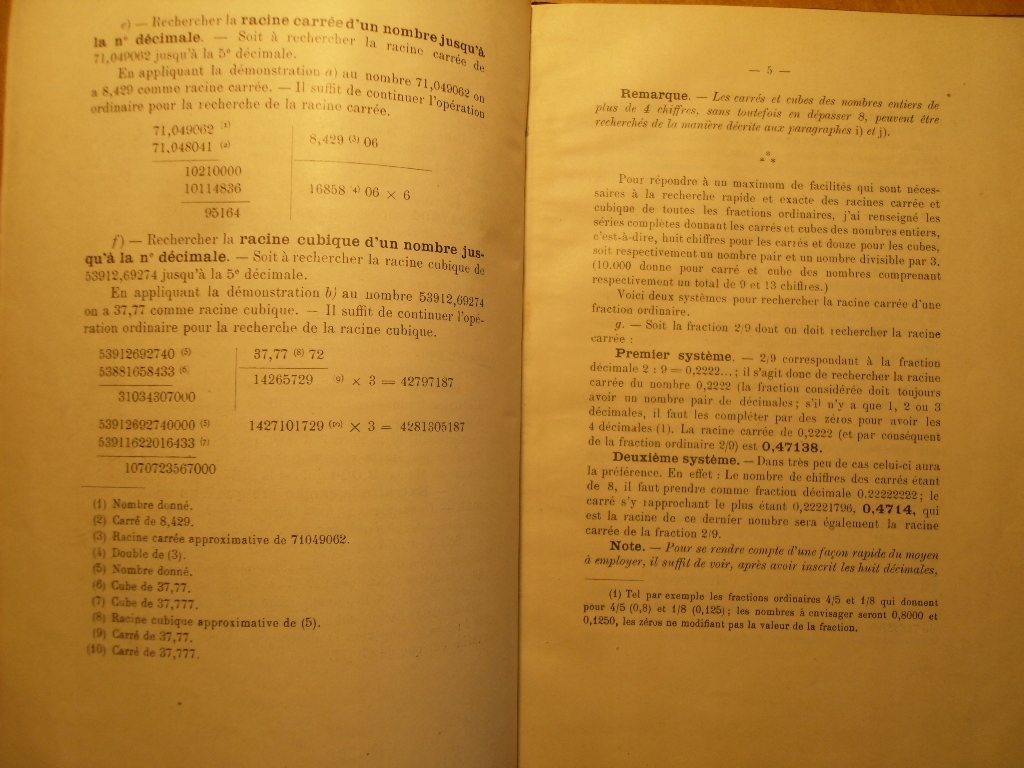 e) — Rechercher la racine carrée d'un nombre jusqu'à
la n° décimale. — Soit à rechercher la racine carrée de
71,049062 jusqu'à la 5e décimale.
En appliquant la démonstration a) au nombre 71,049062 on
a 8,429 comme racine carrée. — Il suffit de continuer l'opération
ordinaire pour la recherche de la racine carrée.
71,049062 (1)
71,048041 (2)
8,429 (3) 06
10210000
10114836
16858 (4) 06 × 6
95164
f) — Rechercher la racine cubique d'un nombre jus-
qu'à la n° décimale. — Soit à rechercher la racine cubique de
53912,69274 jusqu'à la 5e décimale.
En appliquant la démonstration b) au nombre 53912,69274
on a 37,77 comme racine cubique. — Il suffit de continuer l'opé-
ration ordinaire pour la recherche de la racine cubique.
53912692740 (5)
53881658433 (6)
37,77 (8) 72
14265729 (9) × 3 = 42797187
31034307000
53912692740000 (5)
53911622016433 (7)
1427101729 (10) × 3 = 4281305187
1070723567000
(1) Nombre donné.
(2) Carré de 8,429.
(3) Racine carrée approximative de 71049062.
(4) Double de (3).
(5) Nombre donné.
(6) Cube de 37,77.
(7) Cube de 37,777.
(8) Racine cubique approximative de (5).
(9) Carré de 37,77.
(10) Carré de 37,777.
— 5 —
Remarque. — Les carrés et cubes des nombres entiers de
plus de 4 chiffres, sans toutefois en dépasser 8, peuvent être
recherchés de la manière décrite aux paragraphes i) et j).
* * *
Pour répondre à un maximum de facilités qui sont néces-
saires à la recherche rapide et exacte des racines carrée et
cubique de toutes les fractions ordinaires, j'ai renseigné les
séries complètes donnant les carrés et cubes des nombres entiers,
c'est-à-dire, huit chiffres pour les carrés et douze pour les cubes,
soit respectivement un nombre pair et un nombre divisible par 3.
(10.000 donne pour carré et cube des nombres comprenant
respectivement un total de 9 et 13 chiffres.)
Voici deux systèmes pour rechercher la racine carrée d'une
fraction ordinaire.
g. — Soit la fraction 2/9 dont on doit rechercher la racine
carrée :
Premier système. — 2/9 correspondant à la fraction
décimale 2 : 9 = 0,2222... ; il s'agit donc de rechercher la racine
carrée du nombre 0,2222 (la fraction considérée doit toujours
avoir un nombre pair de décimales ; s'il n'y a que 1, 2 ou 3
décimales, il faut les compléter par des zéros pour avoir les
4 décimales (1). La racine carrée de 0,2222 (et par conséquent
de la fraction ordinaire 2/9) est 0,47138.
Deuxième système. — Dans très peu de cas celui-ci aura
la préférence. En effet : Le nombre de chiffres des carrés étant
de 8, il faut prendre comme fraction décimale 0.22222222 ; le
carré s'y rapprochant le plus étant 0,22221796, 0,4714, qui
est la racine de ce dernier nombre sera également la racine
carrée de la fraction 2/9.
Note. — Pour se rendre compte d'une façon rapide du moyen
à employer, il suffit de voir, après avoir inscrit les huit décimales,
(1) Tel par exemple les fractions ordinaires 4/5 et 1/8 qui donnent
pour 4/5 (0,8) et 1/8 (0,125) ; les nombres à envisager seront 0,8000 et
0,1250, les zéros ne modifiant pas la valeur de la fraction.